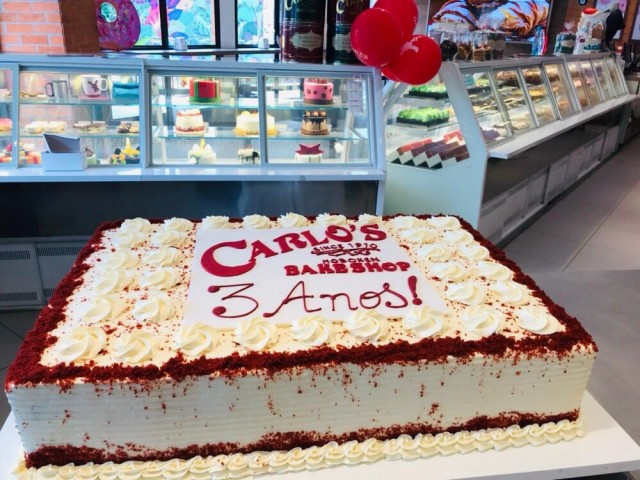 CARLO'S
SINCE 1910
HOBOKEN
BAKE SHOP
3 Anos!